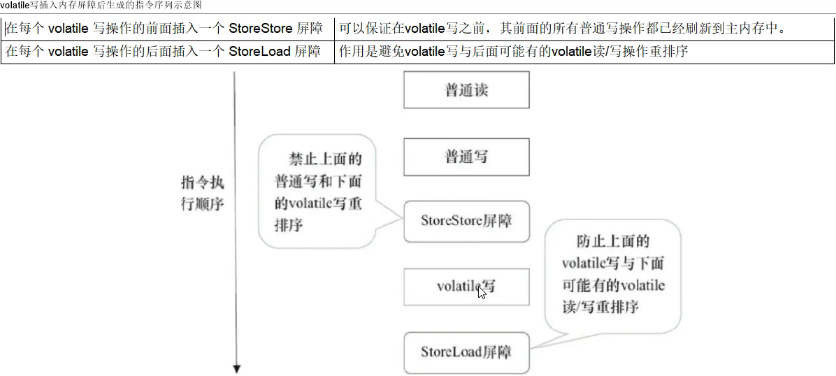 volatile写插入内存屏障后生成的指令序列示意图
在每个 volatile 写操作的前面插入一个 StoreStore 屏障
可以保证在volatile写之前，其前面的所有普通写操作都已经刷新到主内存中。
在每个 volatile 写操作的后面插入一个 StoreLoad 屏障
作用是避免volatile写与后面可能有的volatile读/写操作重排序
普通读
普通写
禁止上面的
普通写和下面
的volatile写重
排序
指令执
行顺序
StoreStore屏障
防止上面的
volatile写与下面
可能有的volatile
读/写重排序
volatile写
StoreLoad屏障